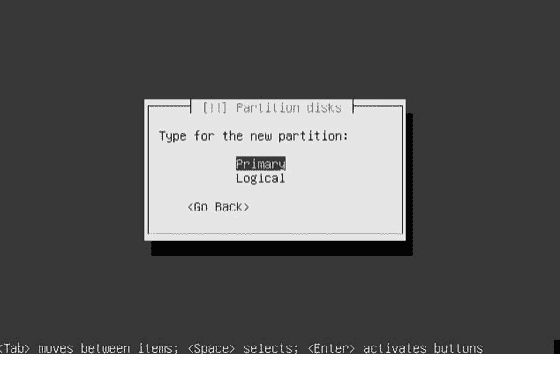 [!!] Partition disks
Type for the new partition:
Primary
Logical
<Go Back>
<Tab> moves between items; <Space> selects; <Enter> activates buttons